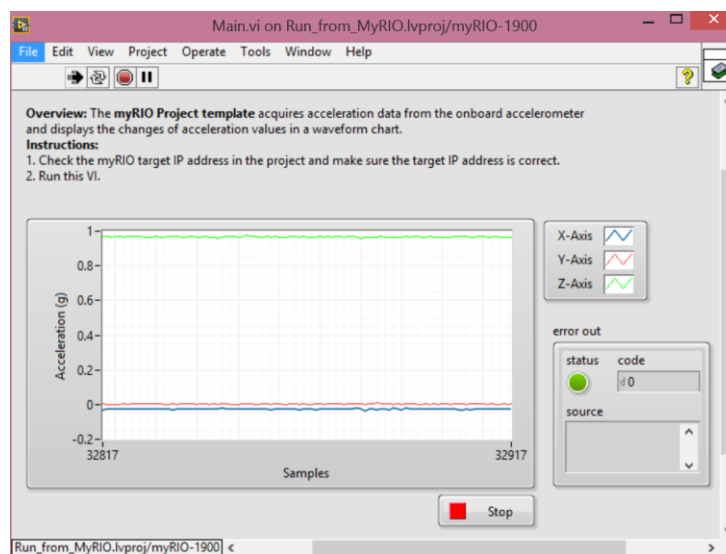 Main.vi on Run_from_MyRIO.lvproj/myRIO-1900
File Edit View Project Operate Tools Window Help
Overview: The myRIO Project template acquires acceleration data from the onboard accelerometer
and displays the changes of acceleration values in a waveform chart.
Instructions:
1. Check the myRIO target IP address in the project and make sure the target IP address is correct.
2. Run this VI.
1
0.8
0.6
0.4
0.2
0
-0.2
Acceleration (g)
32817 32917
Samples
X-Axis
Y-Axis
Z-Axis
error out
status code
d 0
source
Stop
Run_from_MyRIO.lvproj/myRIO-1900